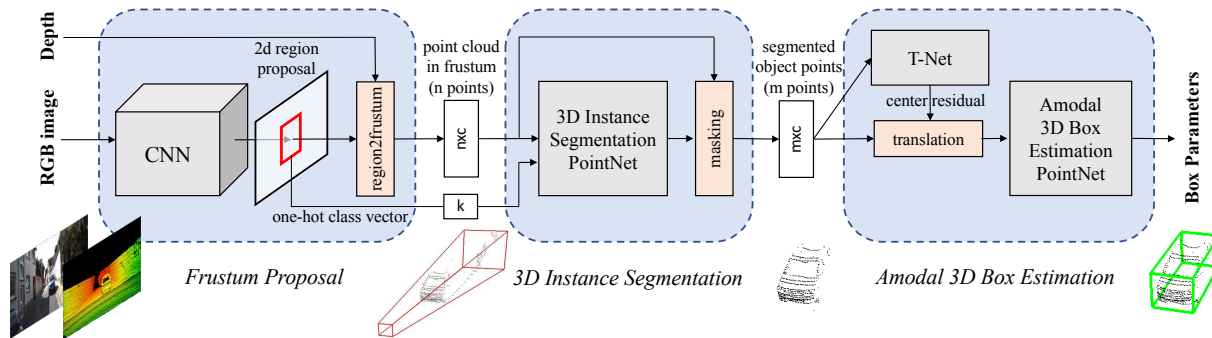 Depth
RGB images
2d region
proposal
CNN
region2frustum
one-hot class vector
point cloud
in frustum
(n points)
nxc
k
3D Instance
Segmentation
PointNet
masking
segmented
object points
(m points)
mxc
T-Net
center residual
translation
Amodal
3D Box
Estimation
PointNet
Box Parameters
Frustum Proposal
3D Instance Segmentation
Amodal 3D Box Estimation